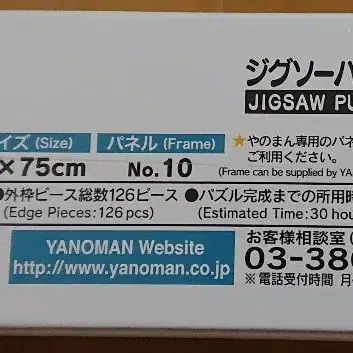 ジグソーパ
JIGSAW PU
イズ (Size) パネル (Frame) ★やのまん専用のパネ
×75cm No.10 ご利用ください。
(Frame can be supplied by YA
●外枠ピース総数126ピース ●パズル完成までの所用時
(Edge Pieces:126pcs) (Estimated Time:30 hou
YANOMAN Website お客様相談室(
http://www.yanoman.co.jp 03-380
※電話受付時間 月